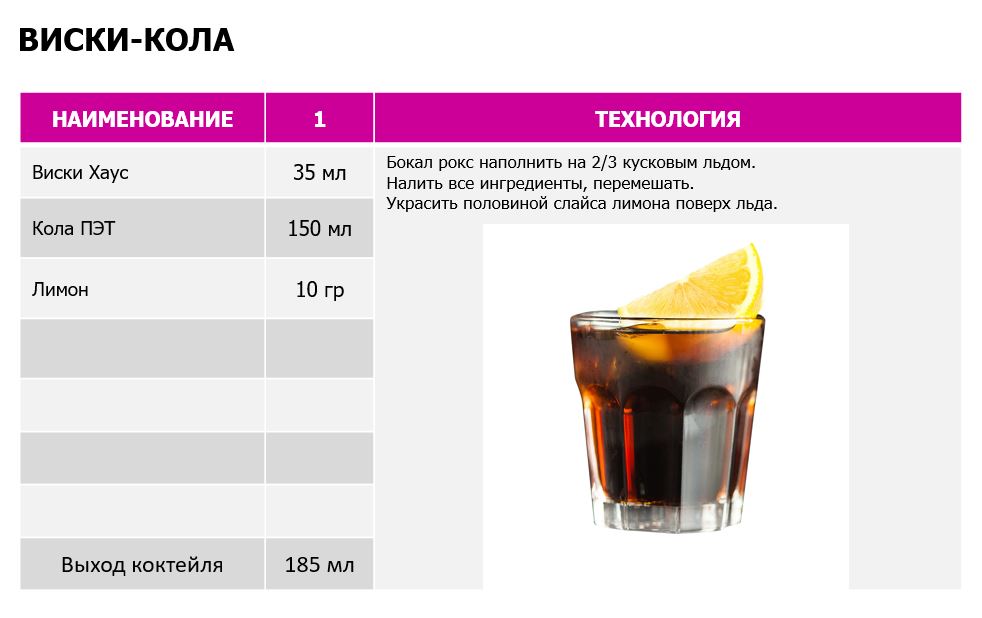 ВИСКИ-КОЛА
НАИМЕНОВАНИЕ 1 ТЕХНОЛОГИЯ
Виски Хаус 35 мл
Кола ПЭТ 150 мл
Лимон 10 гр
Выход коктейля 185 мл
Бокал рокс наполнить на 2/3 кусковым льдом.
Налить все ингредиенты, перемешать.
Украсить половиной слайса лимона поверх льда.